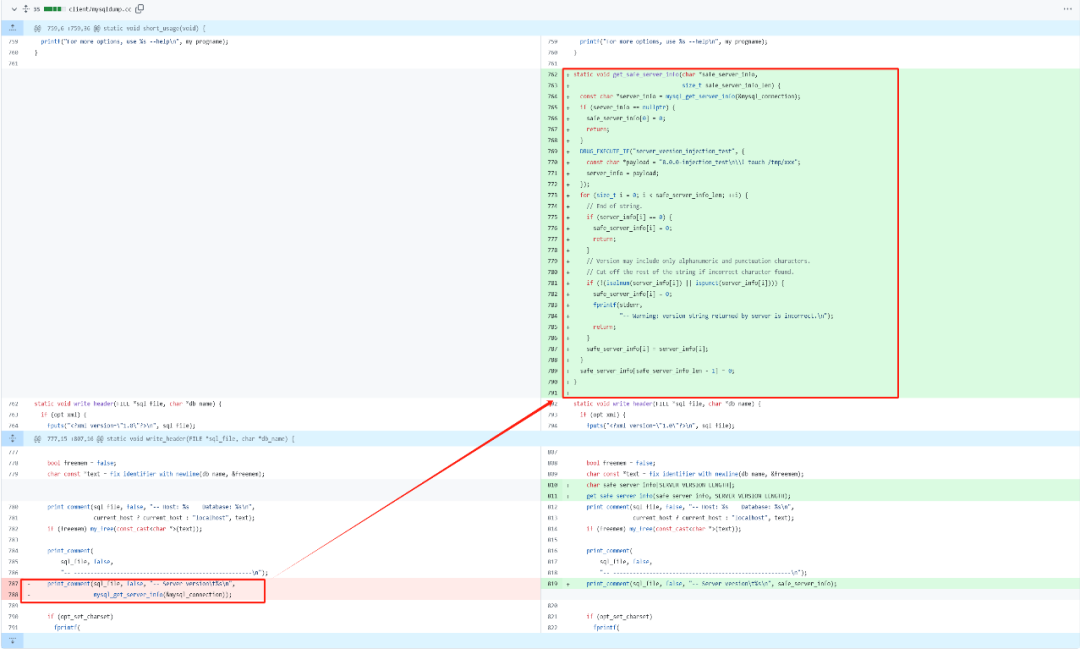 35 client/mysqldump.cc
@@ -759,6 +759,36 @@ static void short_usage(void) {
759 printf("For more options, use %s --help\n", my_progname);
760 }
761
762 static void write_header(FILE *sql_file, char *db_name) {
763 if (opt_xml) {
764 fputs("<?xml version=\"1.0\"?>\n", sql_file);
@@ -777,15 +807,16 @@ static void write_header(FILE *sql_file, char *db_name) {
777
778 bool freemem = false;
779 char const *text = fix_identifier_with_newline(db_name, &freemem);
780 print_comment(sql_file, false, "-- Host: %s    Database: %s\n",
781 current_host ? current_host : "localhost", text);
782 if (freemem) my_free(const_cast<char *>(text));
783
784 print_comment(
785 sql_file, false,
786 "-- ------------------------------------------------------\n");
787 - print_comment(sql_file, false, "-- Server version\t%s\n",
788 - mysql_get_server_info(&mysql_connection));
789
790 if (opt_set_charset)
791 fprintf(
759 printf("For more options, use %s --help\n", my_progname);
760 }
761
762 + static void get_safe_server_info(char *safe_server_info,
763 + size_t safe_server_info_len) {
764 + const char *server_info = mysql_get_server_info(&mysql_connection);
765 + if (server_info == nullptr) {
766 + safe_server_info[0] = 0;
767 + return;
768 + }
769 + DBUG_EXECUTE_IF("server_version_injection_test", {
770 + const char *payload = "8.0.0-injection_test\n\\! touch /tmp/xxx";
771 + server_info = payload;
772 + });
773 + for (size_t i = 0; i < safe_server_info_len; ++i) {
774 + // End of string.
775 + if (server_info[i] == 0) {
776 + safe_server_info[i] = 0;
777 + return;
778 + }
779 + // Version may include only alphanumeric and punctuation characters.
780 + // Cut off the rest of the string if incorrect character found.
781 + if (!(isalnum(server_info[i]) || ispunct(server_info[i]))) {
782 + safe_server_info[i] = 0;
783 + fprintf(stderr,
784 + "-- Warning: version string returned by server is incorrect.\n");
785 + return;
786 + }
787 + safe_server_info[i] = server_info[i];
788 + }
789 + safe_server_info[safe_server_info_len - 1] = 0;
790 + }
791 +
792 static void write_header(FILE *sql_file, char *db_name) {
793 if (opt_xml) {
794 fputs("<?xml version=\"1.0\"?>\n", sql_file);
807
808 bool freemem = false;
809 char const *text = fix_identifier_with_newline(db_name, &freemem);
810 + char safe_server_info[SERVER_VERSION_LENGTH];
811 + get_safe_server_info(safe_server_info, SERVER_VERSION_LENGTH);
812 print_comment(sql_file, false, "-- Host: %s    Database: %s\n",
813 current_host ? current_host : "localhost", text);
814 if (freemem) my_free(const_cast<char *>(text));
815
816 print_comment(
817 sql_file, false,
818 "-- ------------------------------------------------------\n");
819 + print_comment(sql_file, false, "-- Server version\t%s\n", safe_server_info);
820
821 if (opt_set_charset)
822 fprintf(